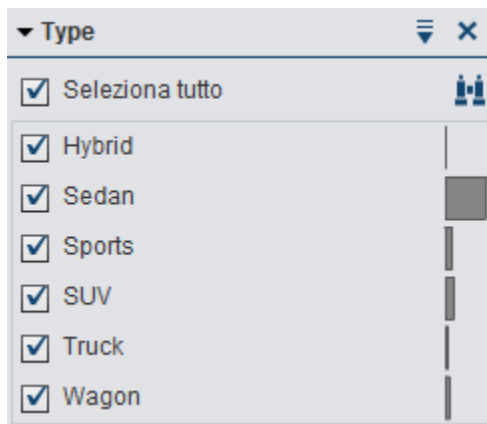 Type
Seleziona tutto
Hybrid
Sedan
Sports
SUV
Truck
Wagon